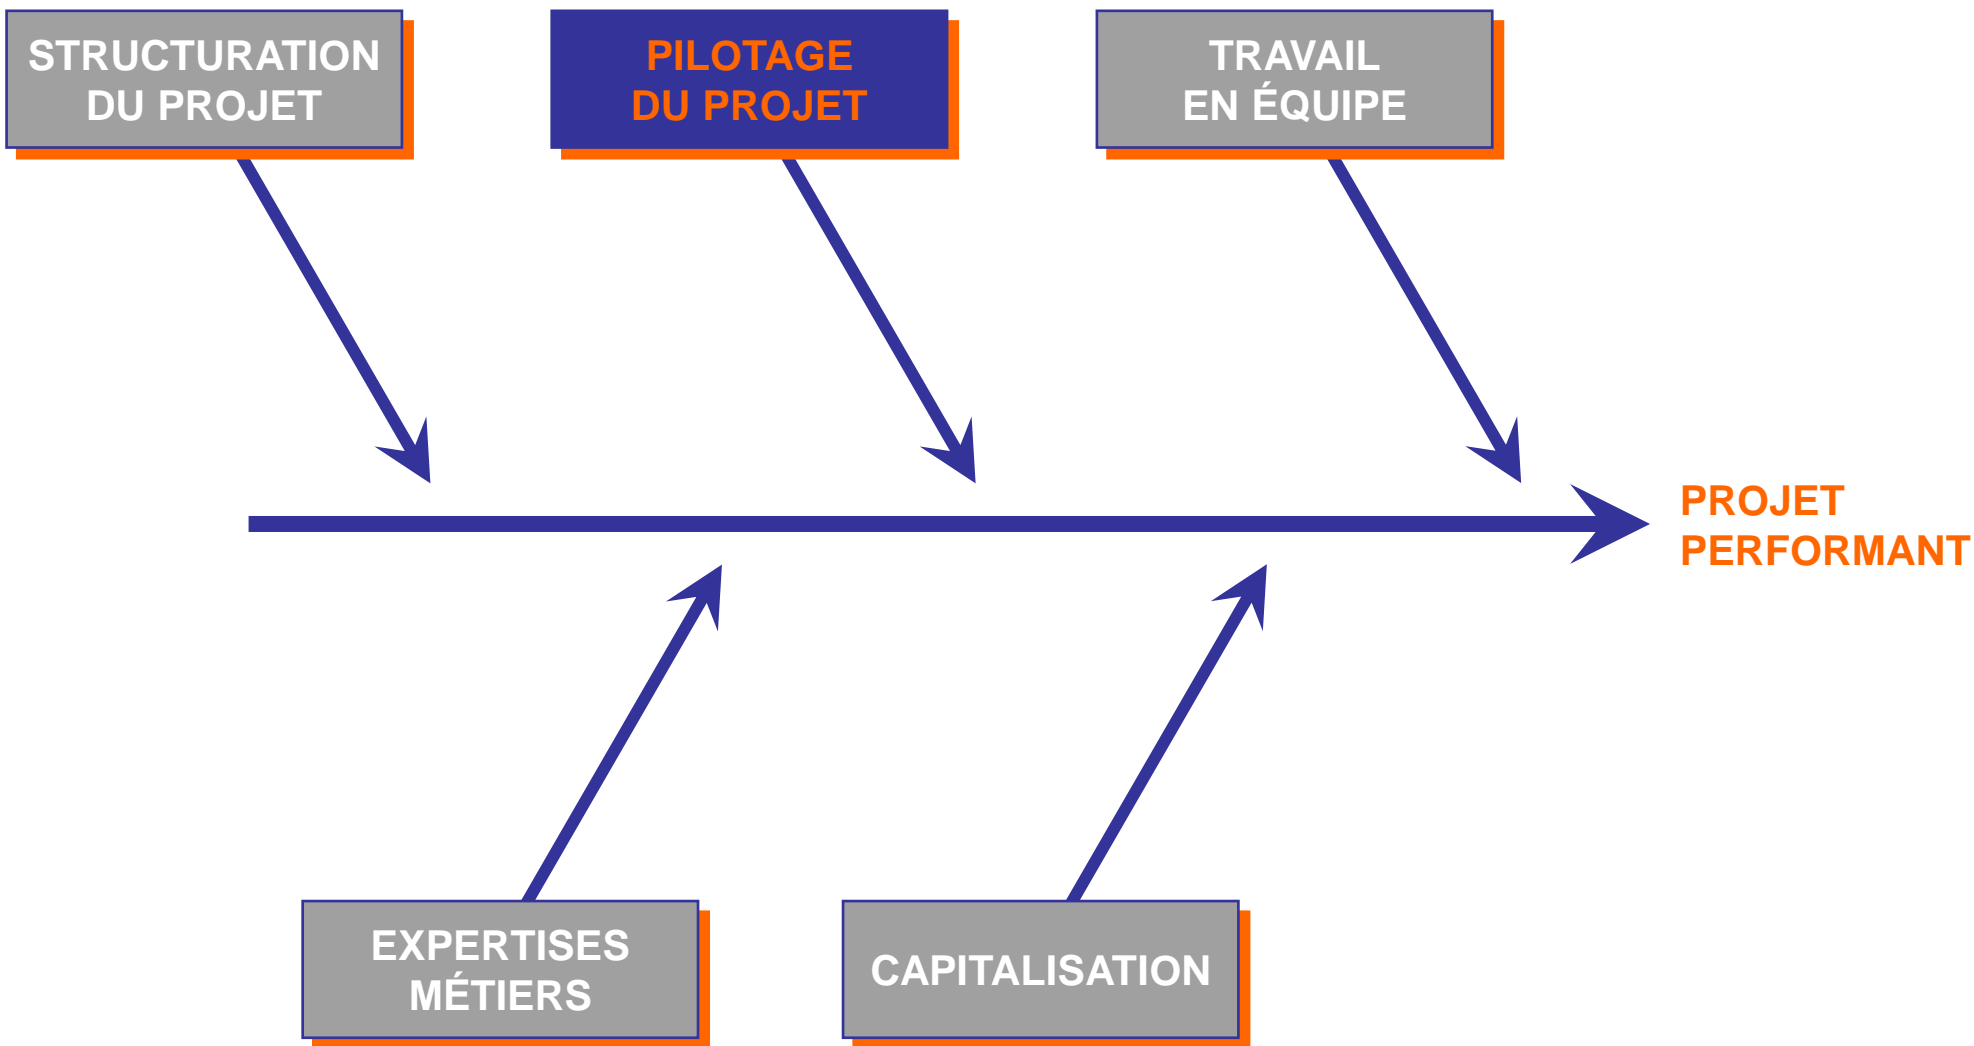 STRUCTURATION
DU PROJET
PILOTAGE
DU PROJET
TRAVAIL
EN ÉQUIPE
PROJET
PERFORMANT
EXPERTISES
MÉTIERS
CAPITALISATION